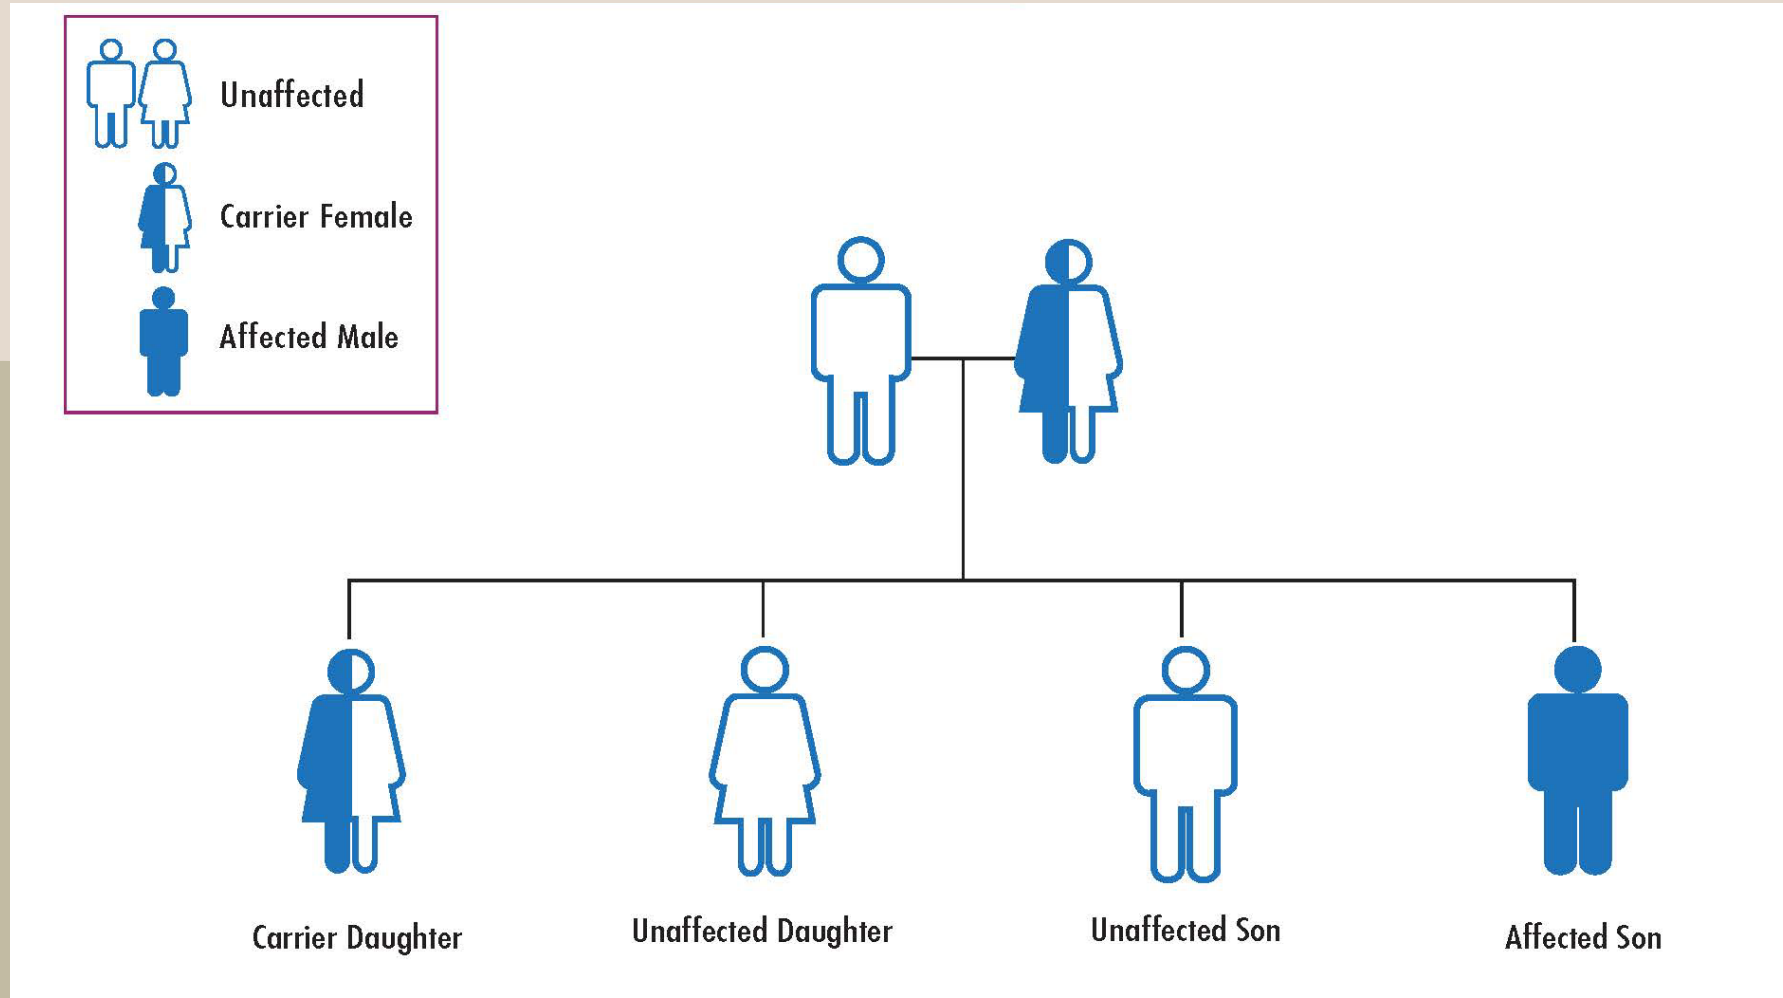 Unaffected
Carrier Female
Affected Male
Carrier Daughter
Unaffected Daughter
Unaffected Son
Affected Son